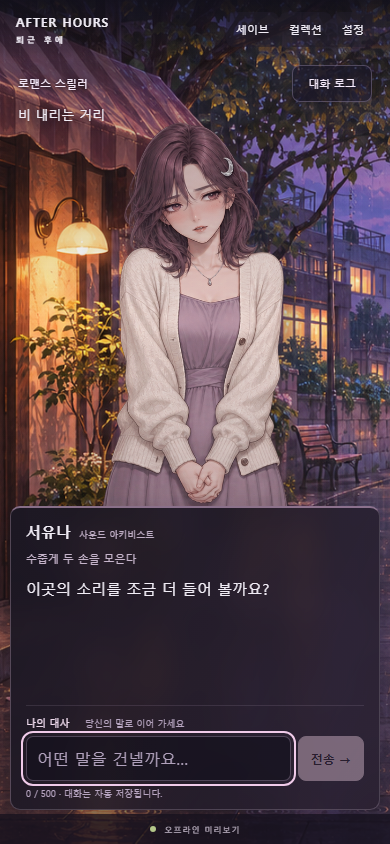 AFTER HOURS
퇴근 후에
세이브 컬렉션 설정
로맨스 스릴러
대화 로그
비 내리는 거리
서유나 사운드 아키비스트
수줍게 두 손을 모은다
이곳의 소리를 조금 더 들어 볼까요?
나의 대사 당신의 말로 이어 가세요
어떤 말을 건넬까요...
전송 →
0 / 500 · 대화는 자동 저장됩니다.
오프라인 미리보기